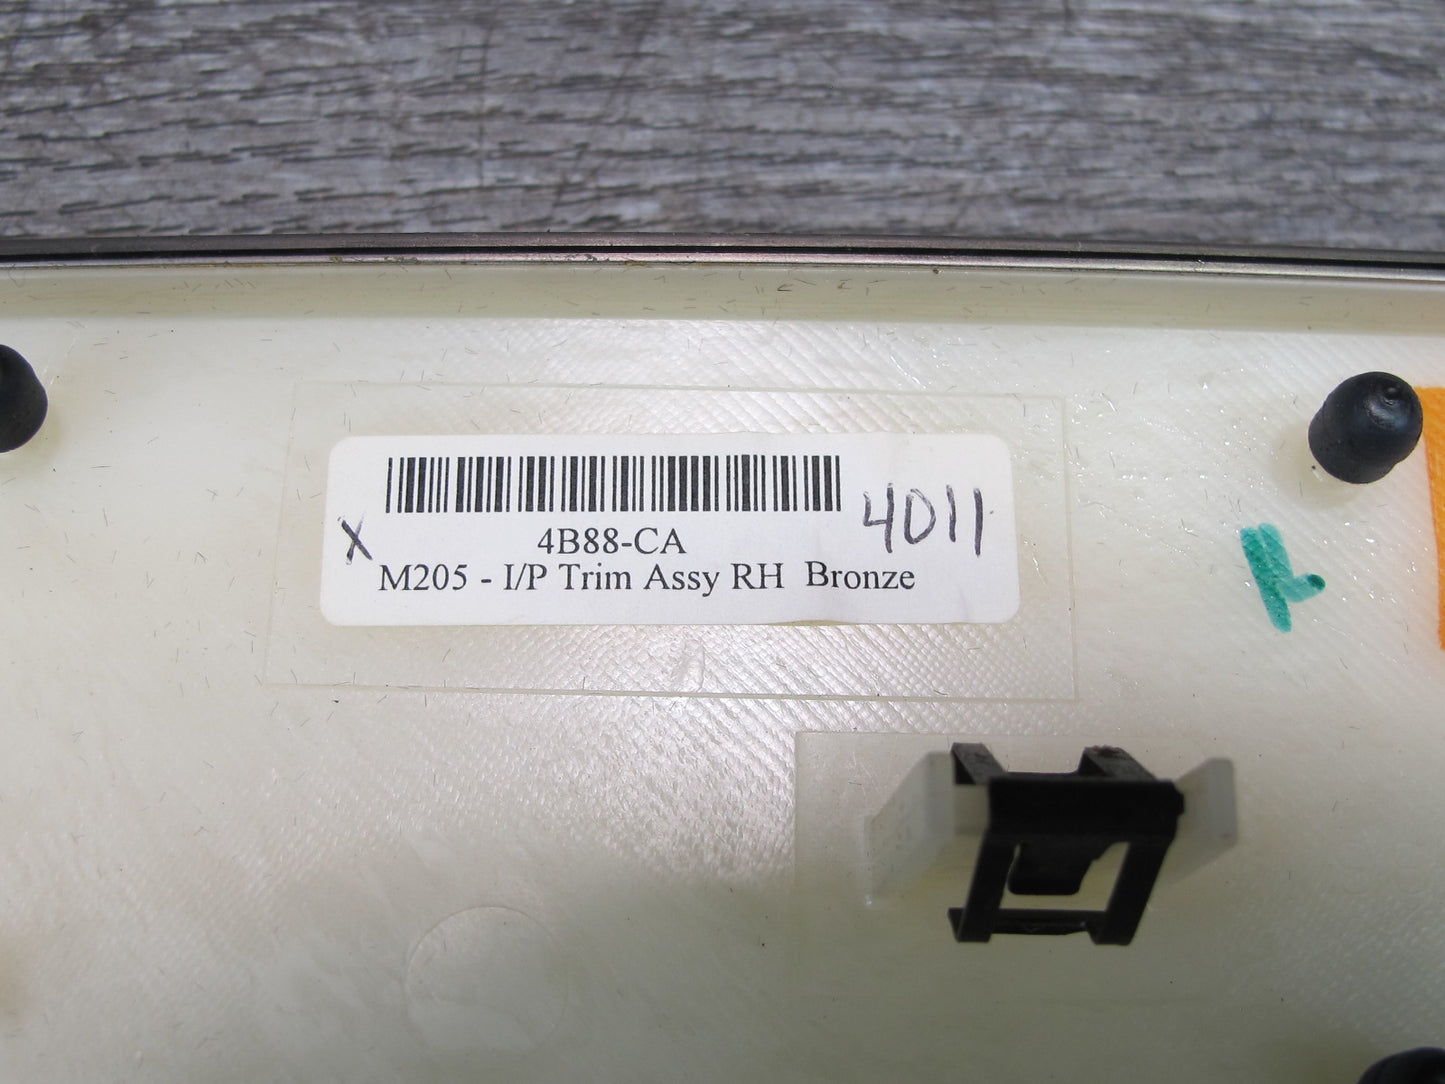 X 4B88-CA 4011
M205 - I/P Trim Assy RH Bronze